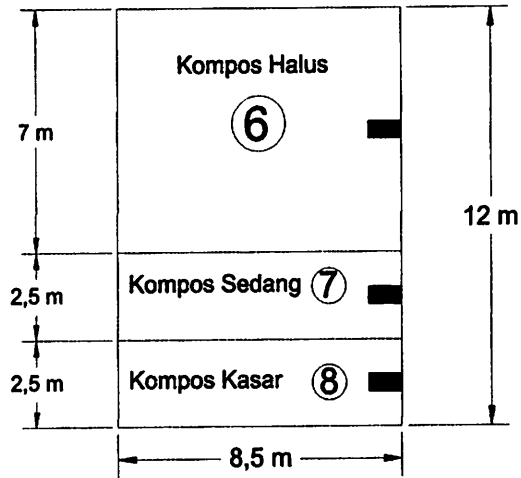 Kompos Halus
6
7 m
12 m
Kompos Sedang 7
2,5 m
Kompos Kasar 8
2,5 m
8,5 m